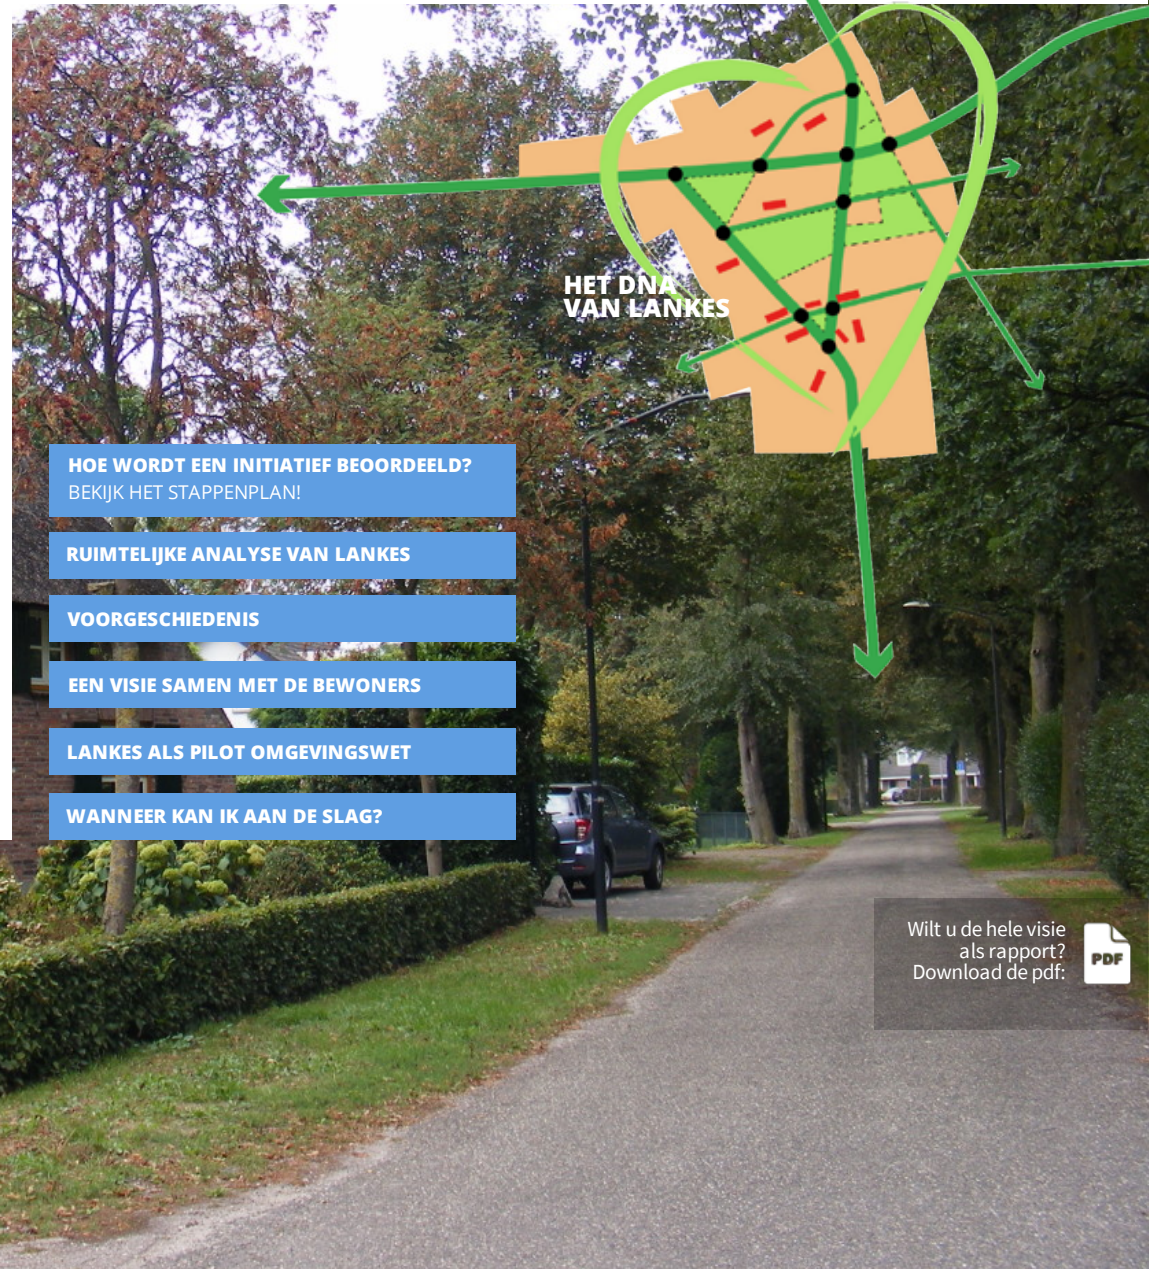 HET DNA
VAN LANKES
HOE WORDT EEN INITIATIEF BEOORDEELD?
BEKIJK HET STAPPENPLAN!
RUIMTELIJKE ANALYSE VAN LANKES
VOORGESCHIEDENIS
EEN VISIE SAMEN MET DE BEWONERS
LANKES ALS PILOT OMGEVINGSWET
WANNEER KAN IK AAN DE SLAG?
Wilt u de hele visie
als rapport?
Download de pdf:
PDF